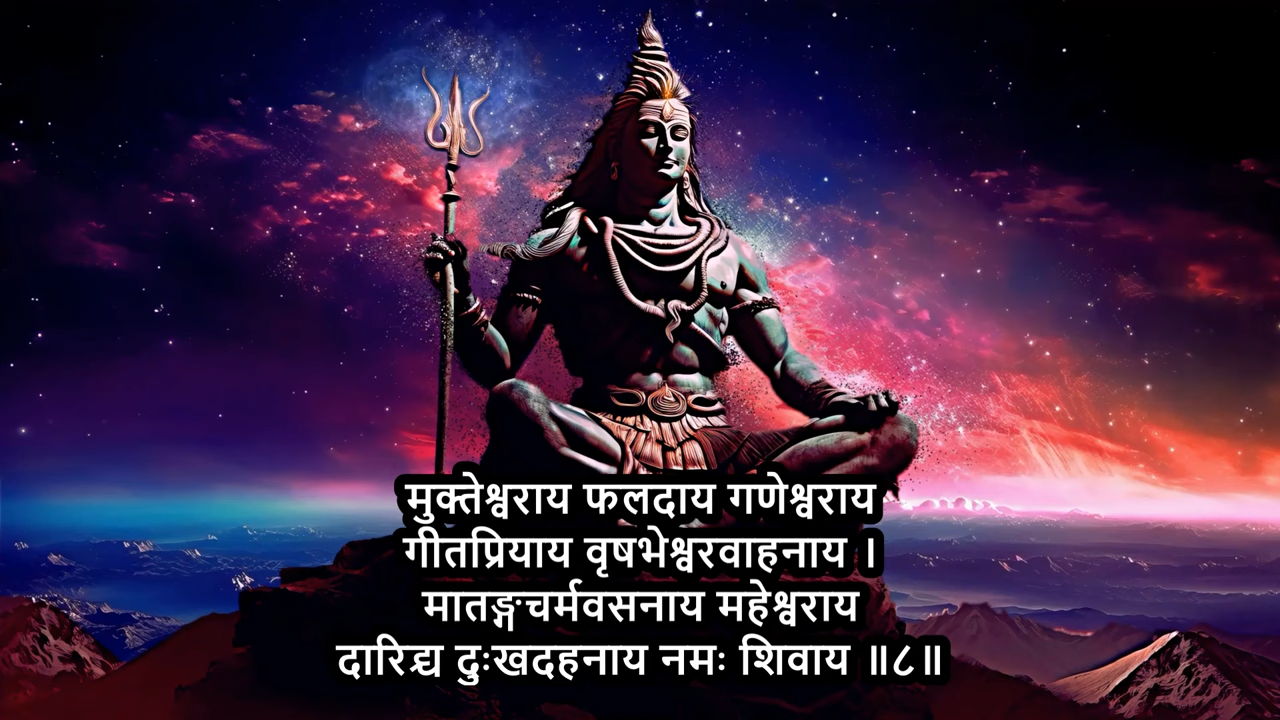 मुक्तेश्वराय फलदाय गणेश्वराय
गीतप्रियाय वृषभेश्वरवाहनाय ।
मातङ्गचर्मवसनाय महेश्वराय
दारिद्य दुःखदहनाय नमः शिवाय ॥८॥